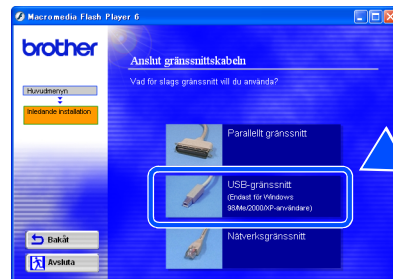 Macromedia Flash Player 6
brother
Anslut gränssnittskabeln
Vad för slags gränssnitt vill du använda?
Huvudmenyn
Inledande installation
Parallellt gränssnitt
USB-gränssnitt
(Endast för Windows
98/Me/2000/XP-användare)
Nätverksgränssnitt
Bakåt
Avsluta